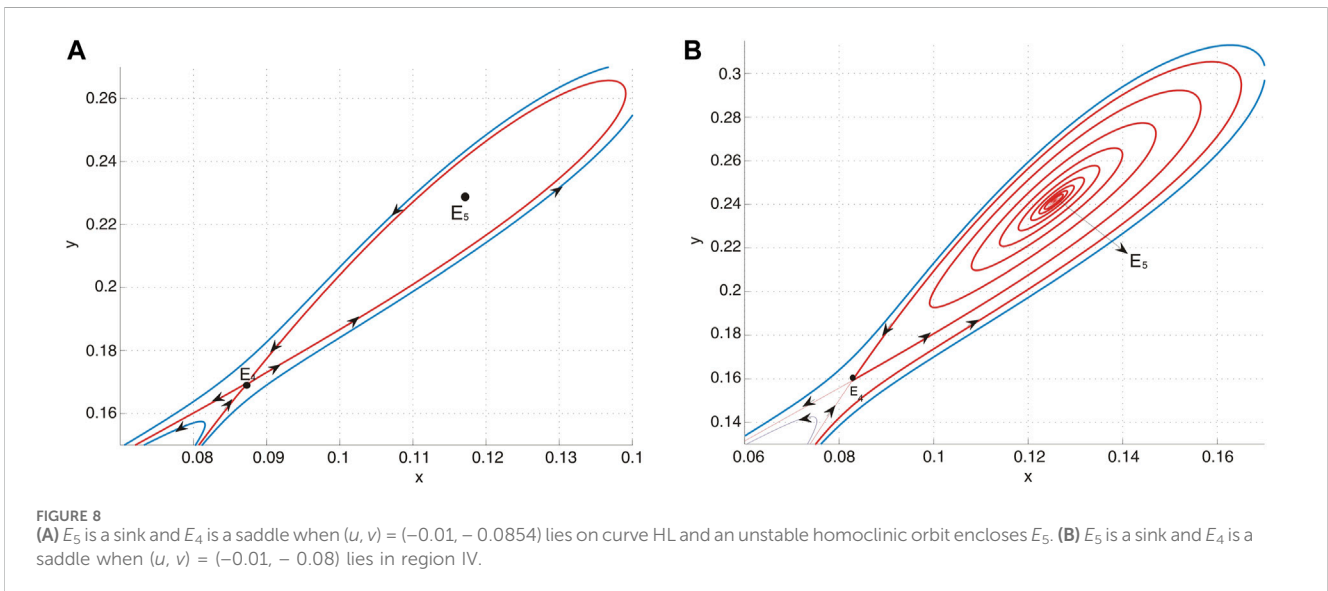 A
0.26
0.24
0.22
0.2
0.18
0.16
y
E5
E4
0.08 0.09 0.1 0.11 0.12 0.13 0.1
x
B
0.3
0.28
0.26
0.24
0.22
0.2
0.18
0.16
0.14
y
E5
E4
0.06 0.08 0.1 0.12 0.14 0.16
x
FIGURE 8
(A) E5 is a sink and E4 is a saddle when (u, v) = (−0.01, − 0.0854) lies on curve HL and an unstable homoclinic orbit encloses E5. (B) E5 is a sink and E4 is a
saddle when (u, v) = (−0.01, − 0.08) lies in region IV.